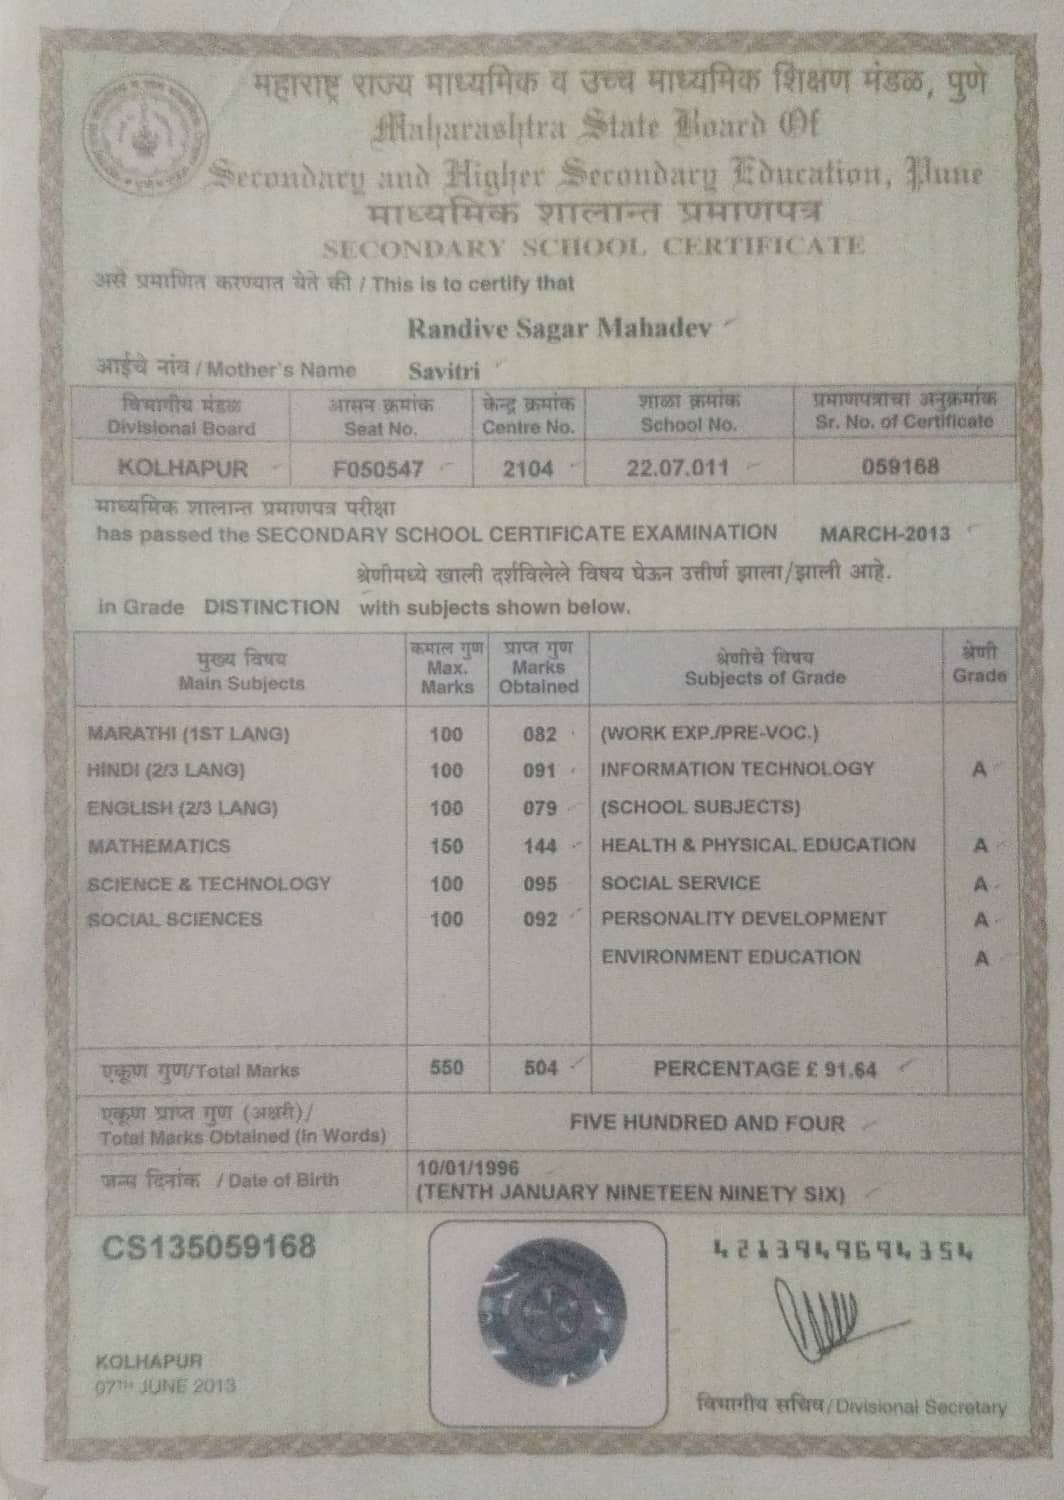 महाराष्ट्र राज्य माध्यमिक व उच्च माध्यमिक शिक्षण मंडळ, पुणे
Maharashtra State Board Of
Secondary and Higher Secondary Education, Pune
माध्यमिक शालान्त प्रमाणपत्र
SECONDARY SCHOOL CERTIFICATE
असे प्रमाणित करण्यात येते की / This is to certify that
Randive Sagar Mahadev
आईचे नांव / Mother's Name Savitri
विभागीय मंडळ आसन क्रमांक केन्द्र क्रमांक शाळा क्रमांक प्रमाणपत्राचा अनुक्रमांक
Divisional Board Seat No. Centre No. School No. Sr. No. of Certificate
KOLHAPUR F050547 2104 22.07.011 059168
माध्यमिक शालान्त प्रमाणपत्र परीक्षा
has passed the SECONDARY SCHOOL CERTIFICATE EXAMINATION MARCH-2013
श्रेणीमध्ये खाली दर्शविलेले विषय घेऊन उत्तीर्ण झाला/झाली आहे.
in Grade DISTINCTION with subjects shown below.
मुख्य विषय कमाल गुण प्राप्त गुण श्रेणीचे विषय श्रेणी
Main Subjects Max. Marks Marks Obtained Subjects of Grade Grade
MARATHI (1ST LANG) 100 082 (WORK EXP./PRE-VOC.)
HINDI (2/3 LANG) 100 091 INFORMATION TECHNOLOGY A
ENGLISH (2/3 LANG) 100 079 (SCHOOL SUBJECTS)
MATHEMATICS 150 144 HEALTH & PHYSICAL EDUCATION A
SCIENCE & TECHNOLOGY 100 095 SOCIAL SERVICE A
SOCIAL SCIENCES 100 092 PERSONALITY DEVELOPMENT A
ENVIRONMENT EDUCATION A
एकूण गुण/Total Marks 550 504 PERCENTAGE £ 91.64
एकूण प्राप्त गुण (अक्षरी)/
Total Marks Obtained (In Words) FIVE HUNDRED AND FOUR
जन्म दिनांक / Date of Birth 10/01/1996
(TENTH JANUARY NINETEEN NINETY SIX)
CS135059168 4213949694354
KOLHAPUR
07TH JUNE 2013
विभागीय सचिव/Divisional Secretary